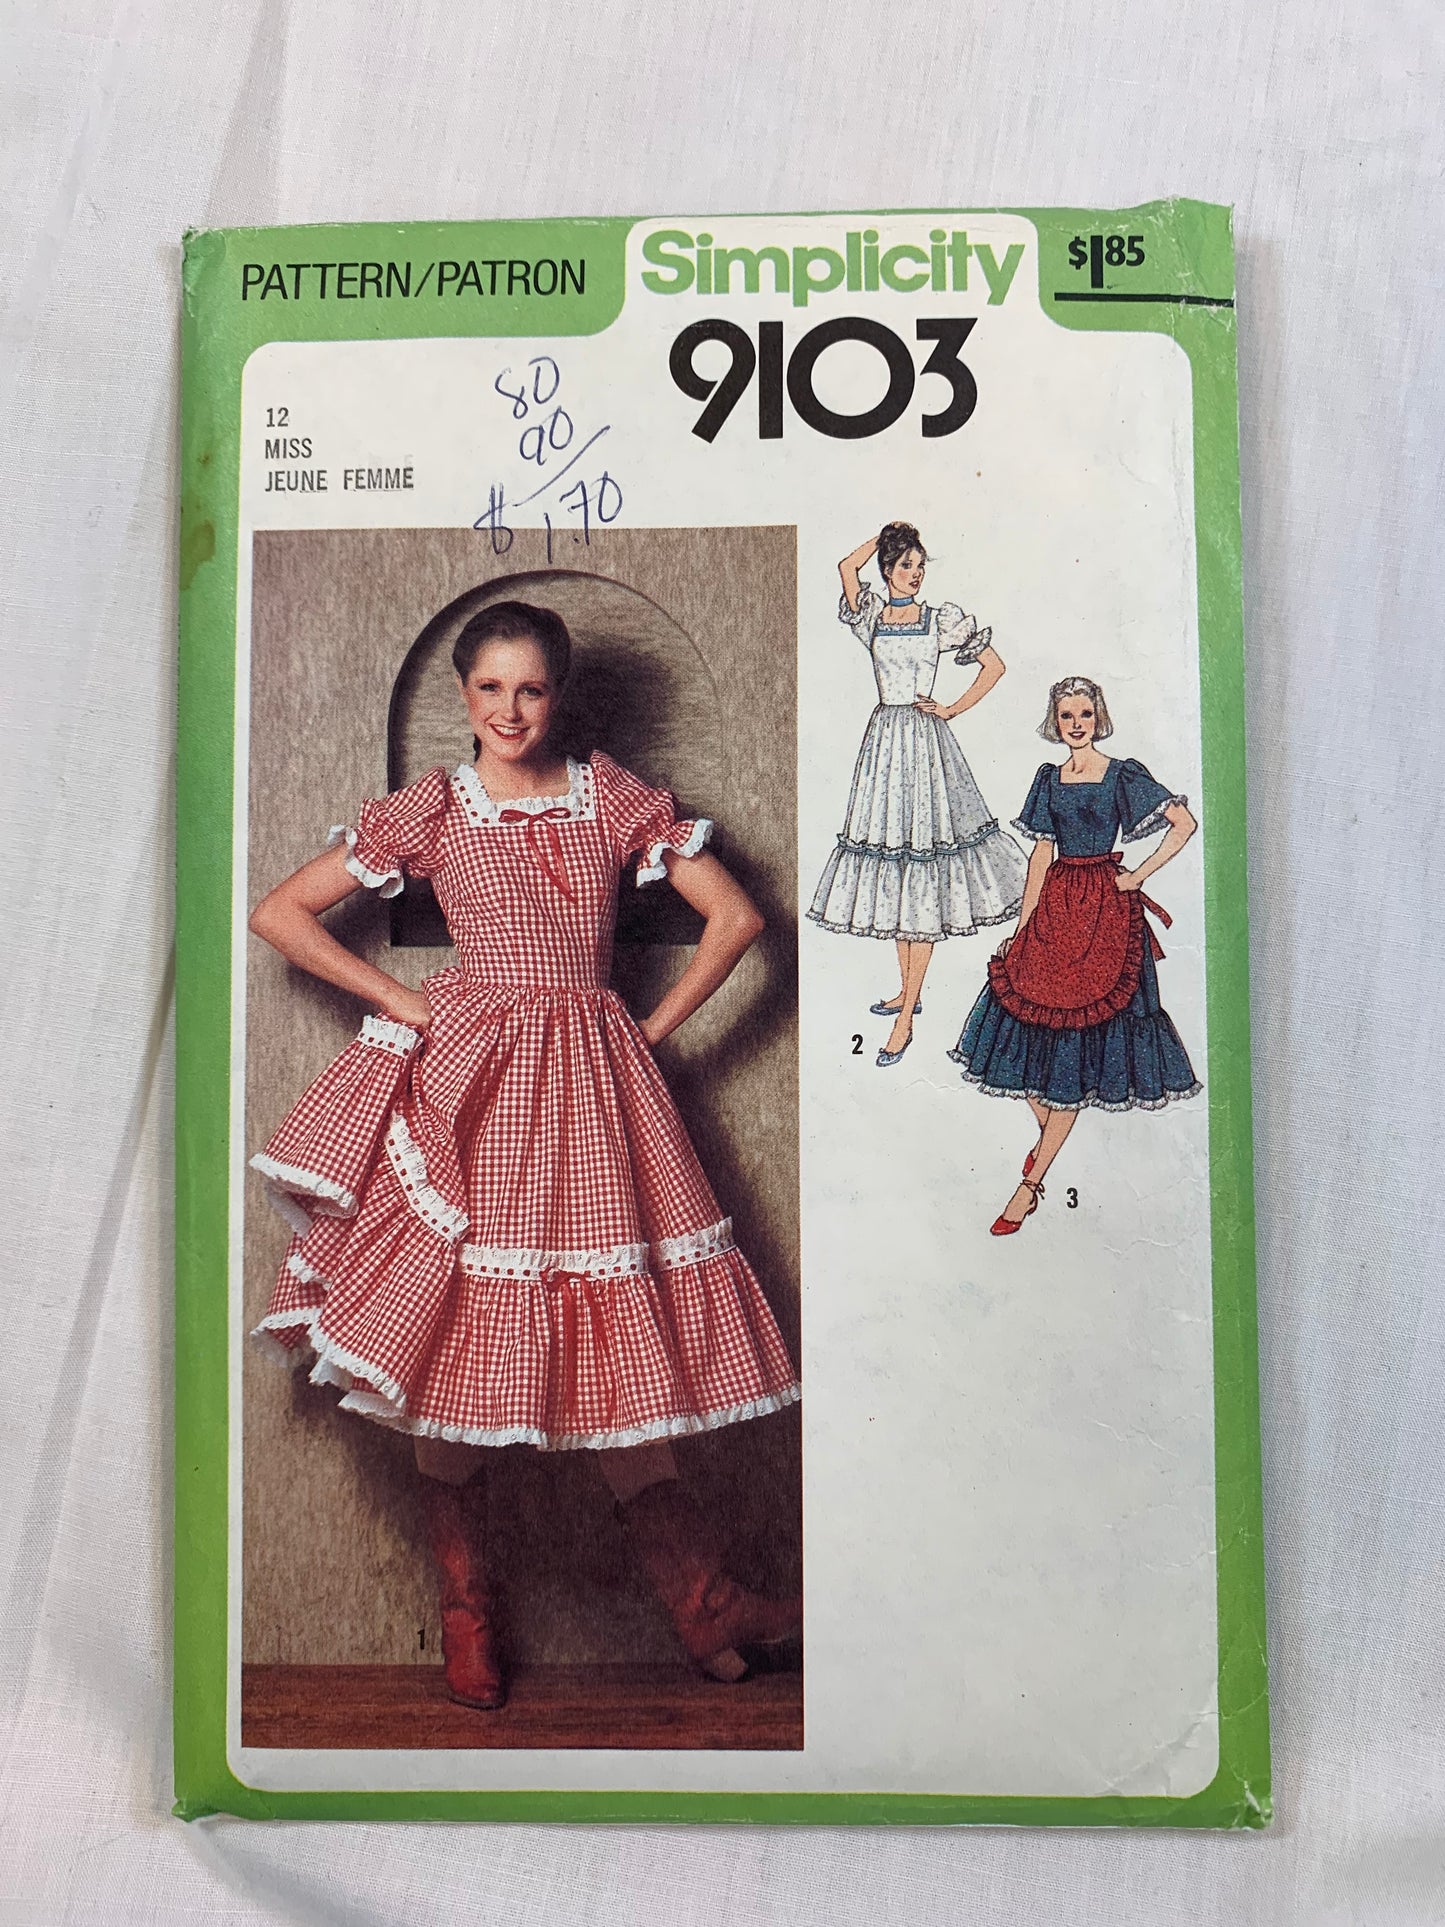 PATTERN/PATRON
Simplicity
$1.85
9103
12
MISS
JEUNE FEMME
80
90
$1.70
1
2
3